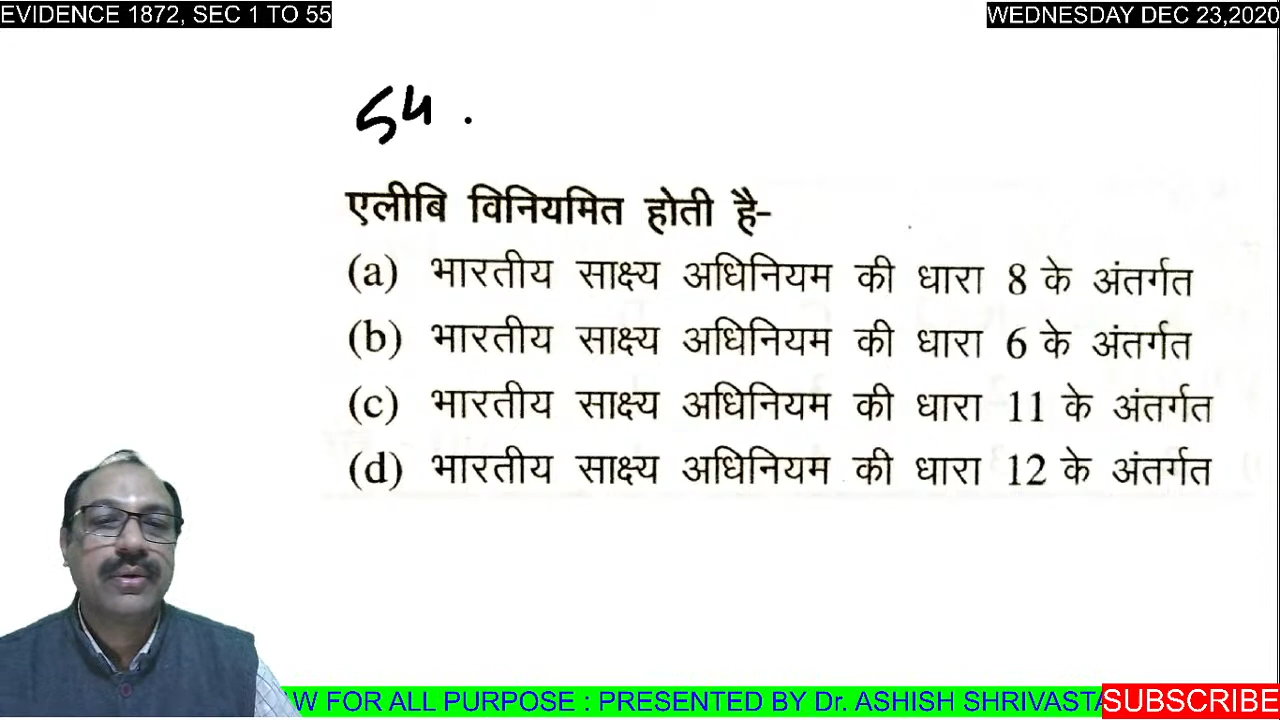 EVIDENCE 1872, SEC 1 TO 55
WEDNESDAY DEC 23,2020
54.
एलीबि विनियमित होती है-
(a) भारतीय साक्ष्य अधिनियम की धारा 8 के अंतर्गत
(b) भारतीय साक्ष्य अधिनियम की धारा 6 के अंतर्गत
(c) भारतीय साक्ष्य अधिनियम की धारा 11 के अंतर्गत
(d) भारतीय साक्ष्य अधिनियम की धारा 12 के अंतर्गत
W FOR ALL PURPOSE : PRESENTED BY Dr. ASHISH SHRIVASTA
SUBSCRIBE